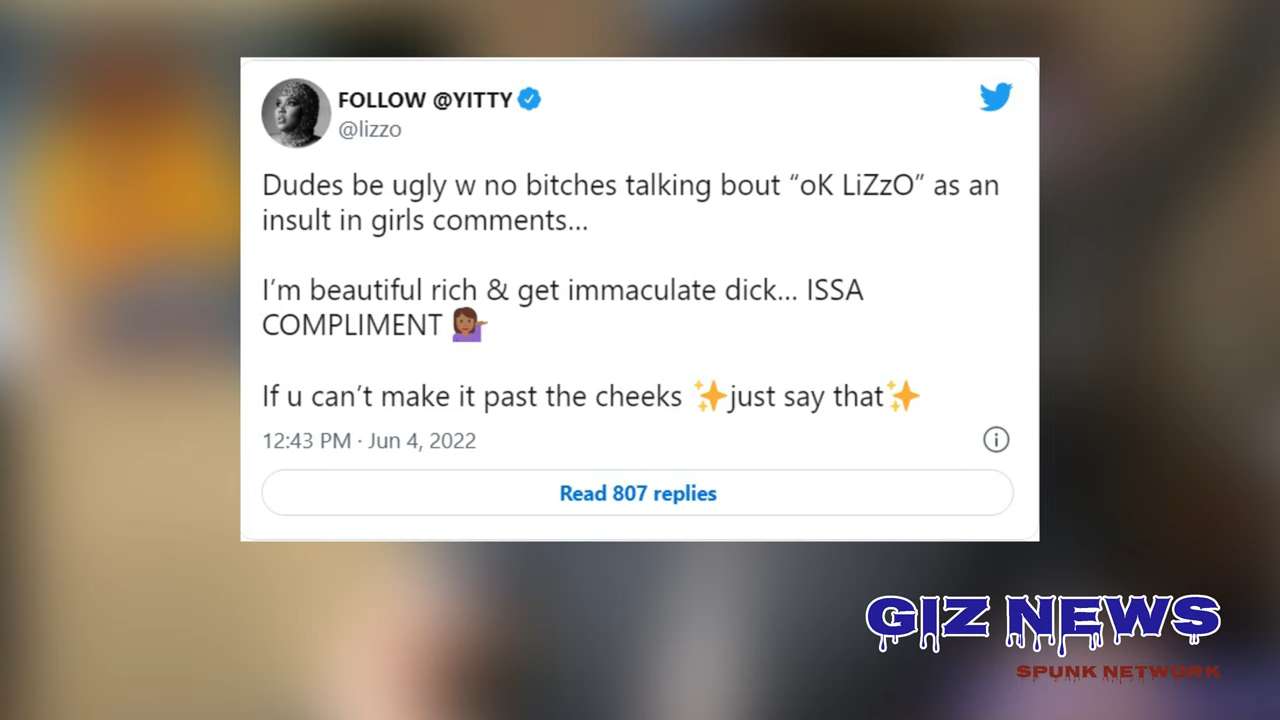 FOLLOW @YITTY
@lizzo
Dudes be ugly w no bitches talking bout “oK LiZzO” as an
insult in girls comments...
I’m beautiful rich & get immaculate dick... ISSA
COMPLIMENT 💁🏾‍♀️
If u can’t make it past the cheeks ✨just say that✨
12:43 PM · Jun 4, 2022
Read 807 replies
GIZ NEWS
SPUNK NETWORK